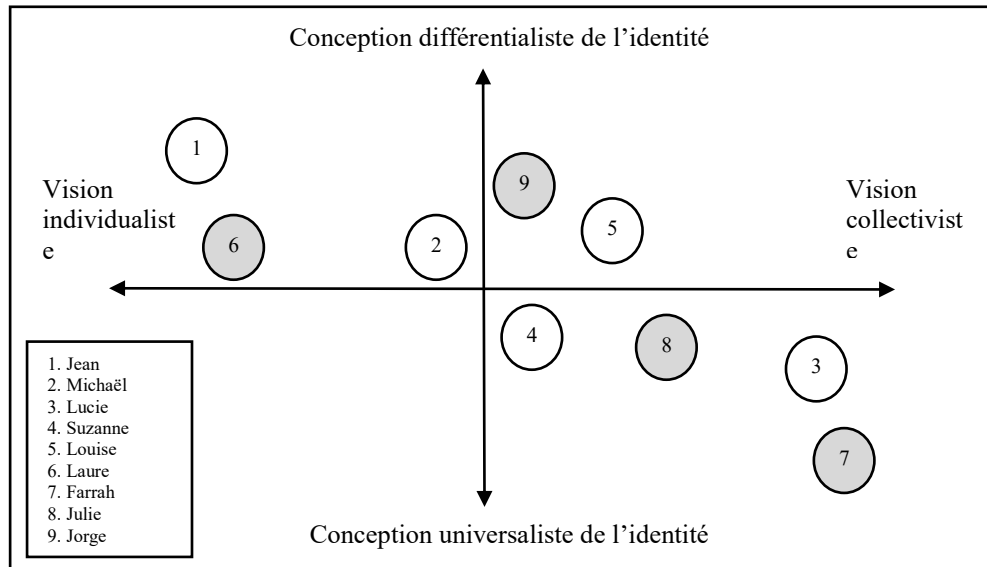 Conception différentialiste de l’identité
1
9
Vision
individualist
e
Vision
collectivist
e
6
2
5
4
8
3
7
1. Jean
2. Michaël
3. Lucie
4. Suzanne
5. Louise
6. Laure
7. Farrah
8. Julie
9. Jorge
Conception universaliste de l’identité